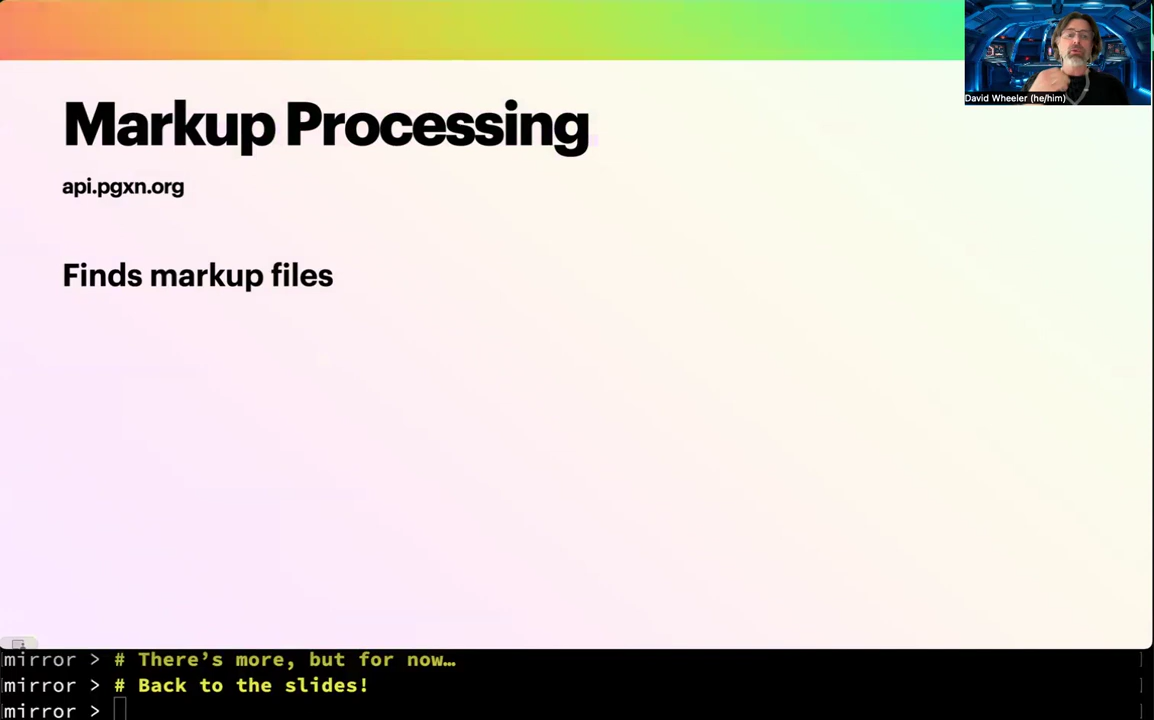 Markup Processing
api.pgxn.org
Finds markup files
David Wheeler (he/him)
mirror > # There’s more, but for now…
mirror > # Back to the slides!
mirror >